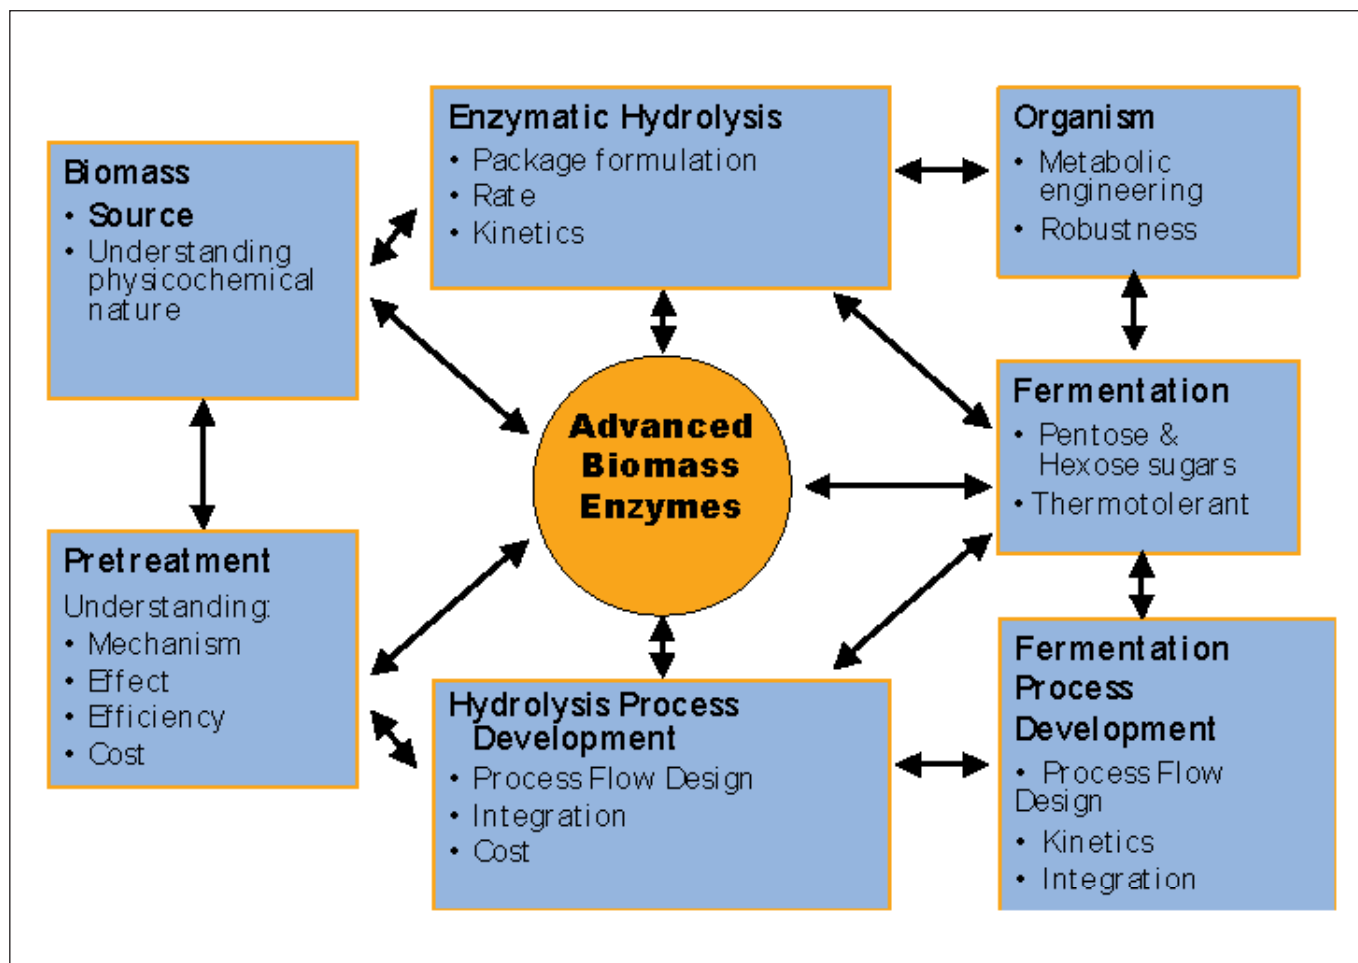 Biomass
• Source
• Understanding
physicochemical
nature
Enzymatic Hydrolysis
• Package formulation
• Rate
• Kinetics
Organism
• Metabolic
engineering
• Robustness
Advanced
Biomass
Enzymes
Fermentation
• Pentose &
Hexose sugars
• Thermotolerant
Pretreatment
Understanding:
• Mechanism
• Effect
• Efficiency
• Cost
Hydrolysis Process
Development
• Process Flow Design
• Integration
• Cost
Fermentation
Process
Development
• Process Flow
Design
• Kinetics
• Integration